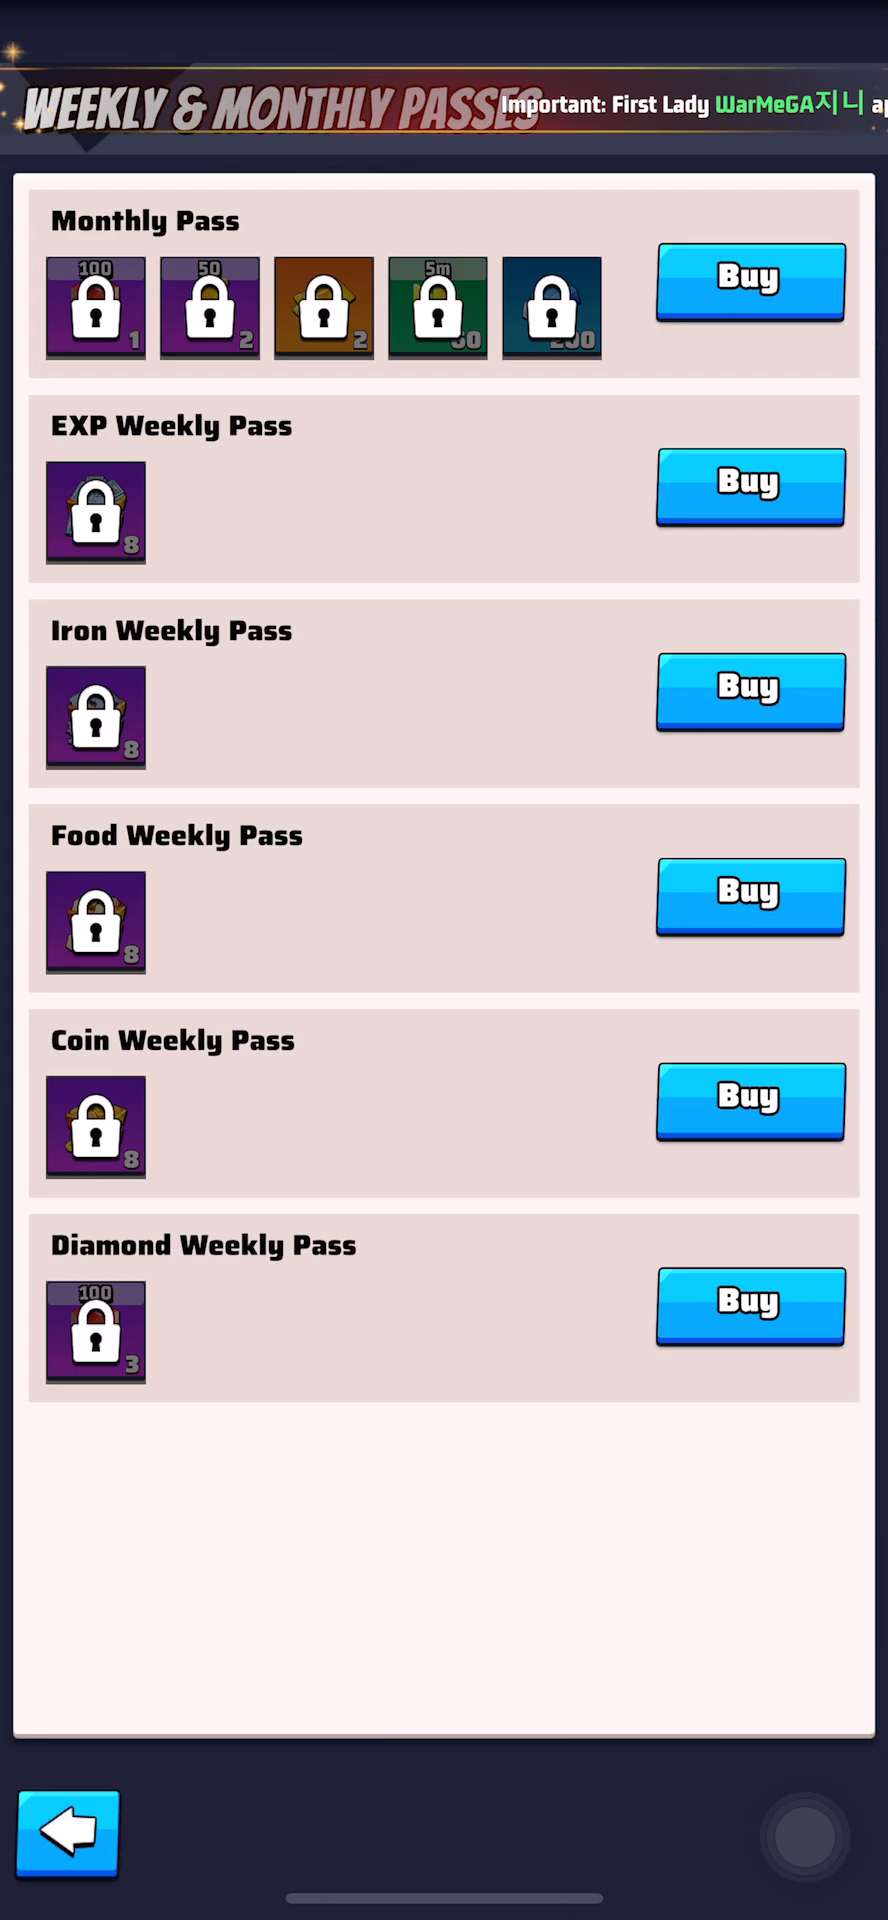 WEEKLY & MONTHLY PASSES
Important: First Lady WarMeGA지니 ap
Monthly Pass
100
1
50
2
2
5m
60
200
Buy
EXP Weekly Pass
8
Buy
Iron Weekly Pass
8
Buy
Food Weekly Pass
8
Buy
Coin Weekly Pass
8
Buy
Diamond Weekly Pass
100
3
Buy